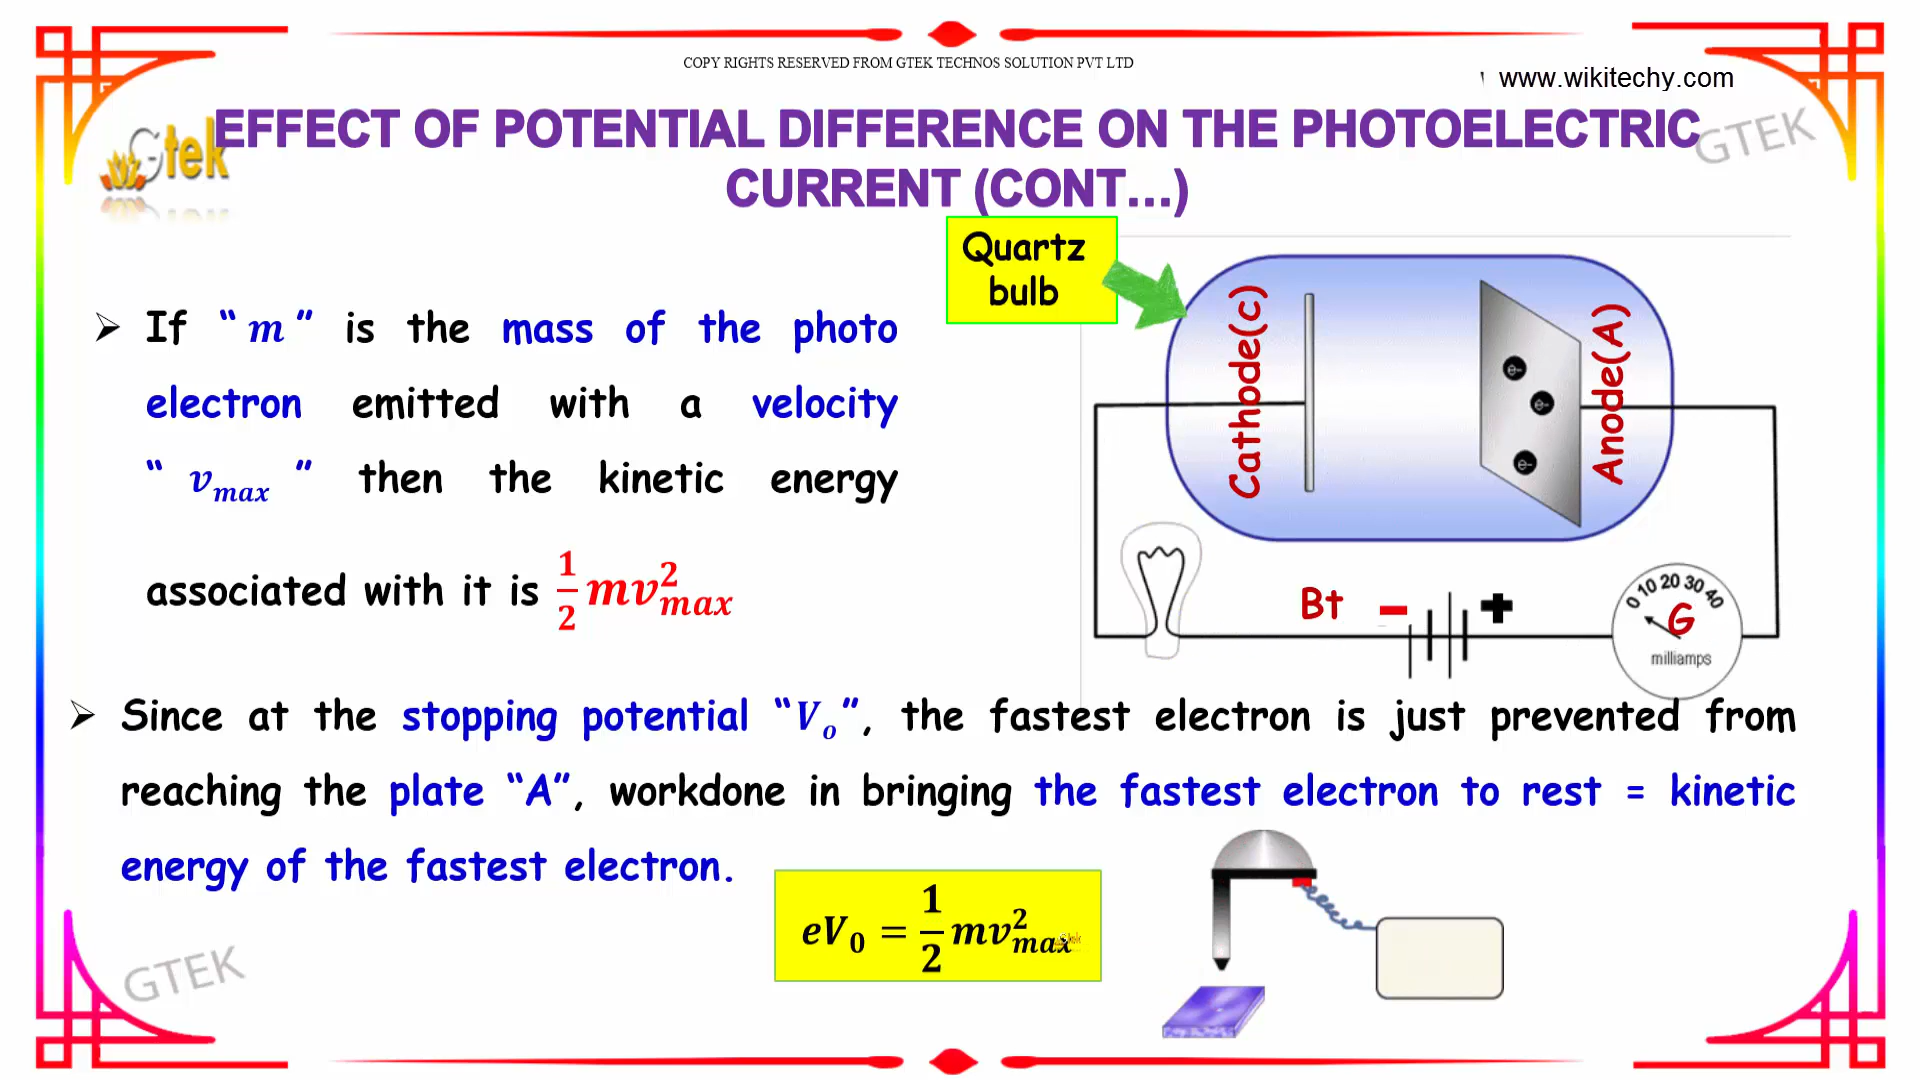 COPY RIGHTS RESERVED FROM GTEK TECHNOS SOLUTION PVT LTD
www.wikitechy.com
Gtek
EFFECT OF POTENTIAL DIFFERENCE ON THE PHOTOELECTRIC
CURRENT (CONT...)
GTEK
Quartz
bulb
➢ If “m” is the mass of the photo
electron emitted with a velocity
“ v_max ” then the kinetic energy
associated with it is 1/2 mv²_max
Cathode(c)
Anode(A)
e-
e-
e-
Bt - +
0 10 20 30 40
G
milliamps
➢ Since at the stopping potential “V_o”, the fastest electron is just prevented from
reaching the plate “A”, workdone in bringing the fastest electron to rest = kinetic
energy of the fastest electron.
eV₀ = 1/2 mv²_max
GTEK